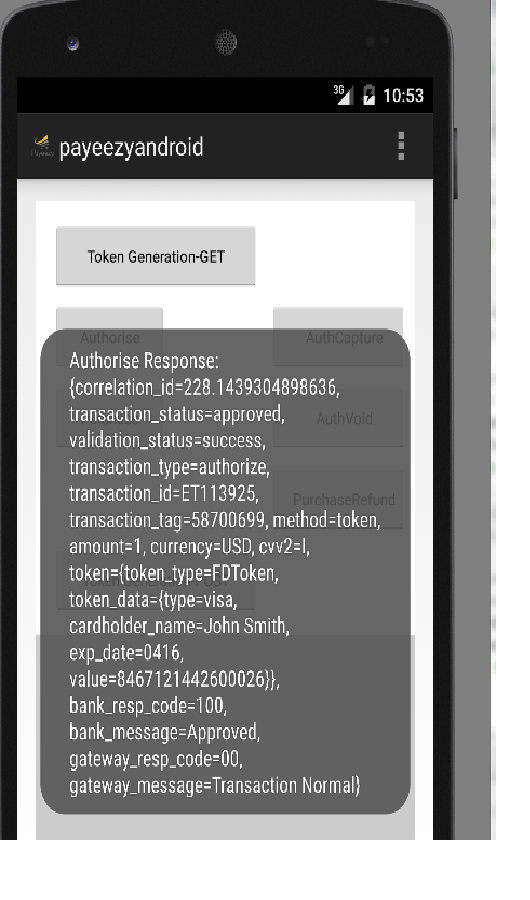 3G 10:53
payeezyandroid
Token Generation-GET
Authorise AuthCapture
AuthVoid
PurchaseRefund
Authorise Response:
{correlation_id=228.1439304898636,
transaction_status=approved,
validation_status=success,
transaction_type=authorize,
transaction_id=ET113925,
transaction_tag=58700699, method=token,
amount=1, currency=USD, cvv2=I,
token={token_type=FDToken,
token_data={type=visa,
cardholder_name=John Smith,
exp_date=0416,
value=8467121442600026}},
bank_resp_code=100,
bank_message=Approved,
gateway_resp_code=00,
gateway_message=Transaction Normal}